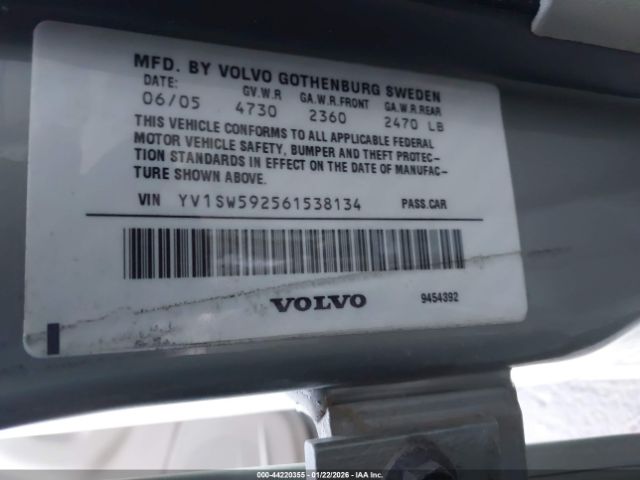 MFD. BY VOLVO GOTHENBURG SWEDEN
DATE: GV.W.R GA.W.R.FRONT GA.W.R.REAR
06/05 4730 2360 2470 LB
THIS VEHICLE CONFORMS TO ALL APPLICABLE FEDERAL
MOTOR VEHICLE SAFETY, BUMPER AND THEFT PROTEC-
TION STANDARDS IN EFFECT ON THE DATE OF MANUFAC-
TURE SHOWN ABOVE.
VIN YV1SW592561538134 PASS.CAR
VOLVO 9454392
000-44220355 | 01/22/2026 | IAA Inc.